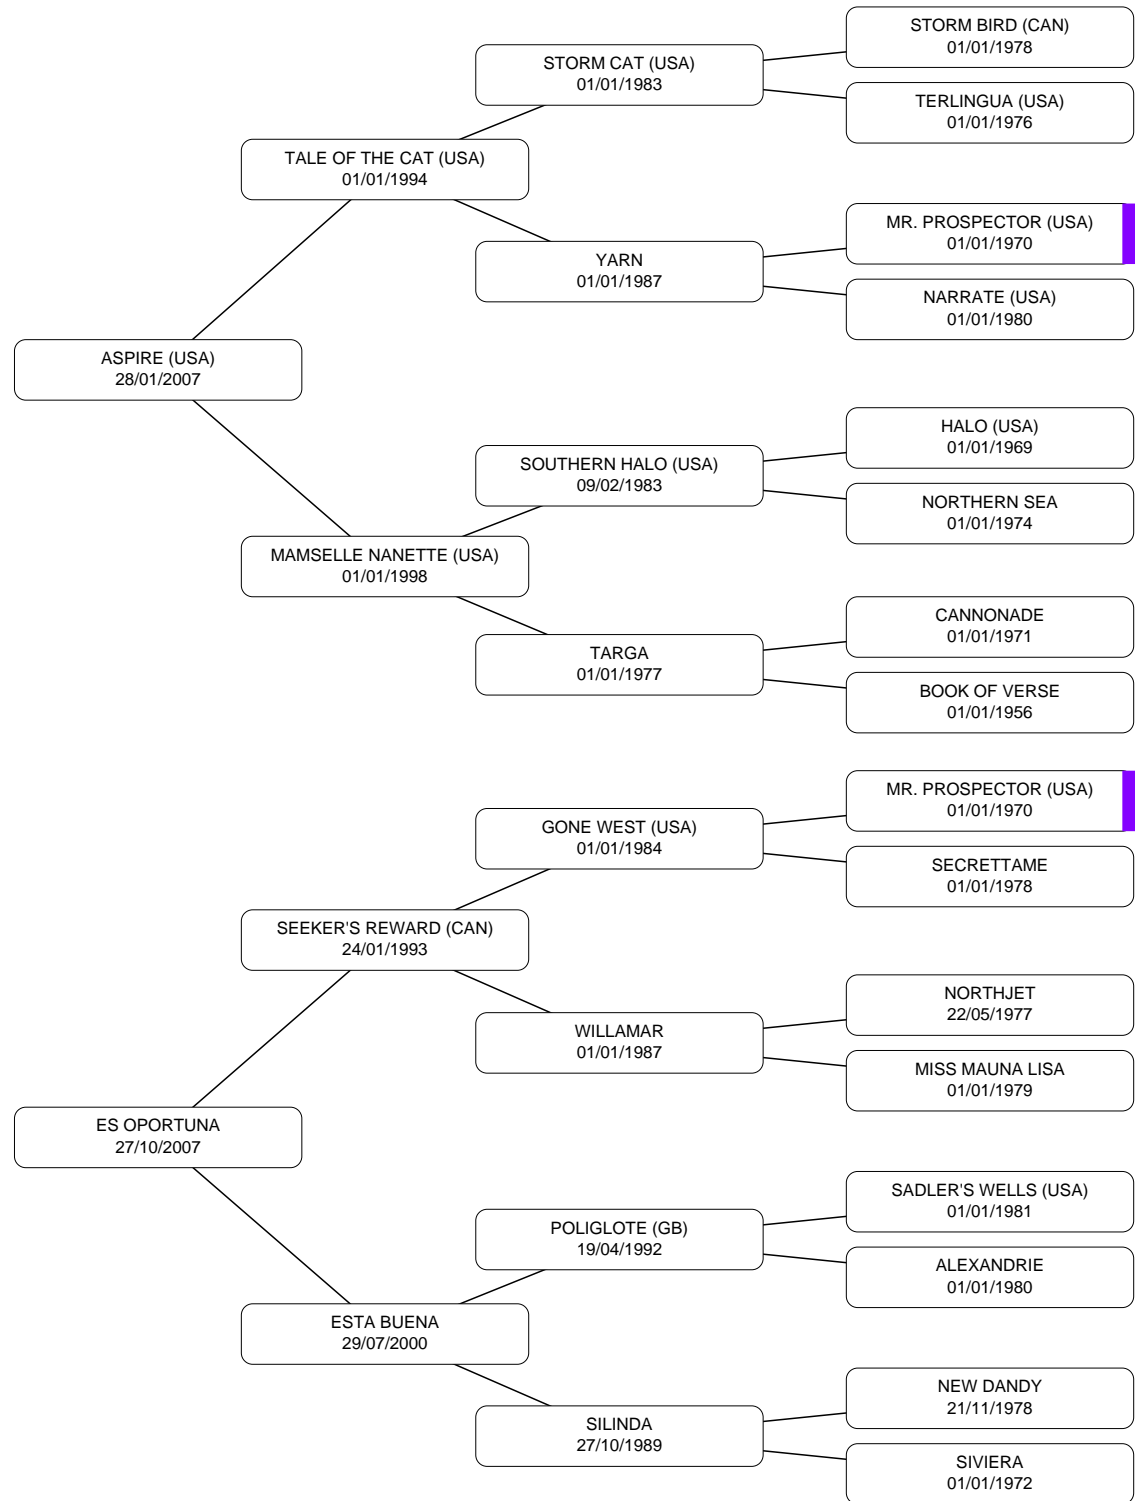 STORM BIRD (CAN)
01/01/1978
STORM CAT (USA)
01/01/1983
TERLINGUA (USA)
01/01/1976
TALE OF THE CAT (USA)
01/01/1994
MR. PROSPECTOR (USA)
01/01/1970
YARN
01/01/1987
NARRATE (USA)
01/01/1980
ASPIRE (USA)
28/01/2007
HALO (USA)
01/01/1969
SOUTHERN HALO (USA)
09/02/1983
NORTHERN SEA
01/01/1974
MAMSELLE NANETTE (USA)
01/01/1998
CANNONADE
01/01/1971
TARGA
01/01/1977
BOOK OF VERSE
01/01/1956
MR. PROSPECTOR (USA)
01/01/1970
GONE WEST (USA)
01/01/1984
SECRETTAME
01/01/1978
SEEKER'S REWARD (CAN)
24/01/1993
NORTHJET
22/05/1977
WILLAMAR
01/01/1987
MISS MAUNA LISA
01/01/1979
ES OPORTUNA
27/10/2007
SADLER'S WELLS (USA)
01/01/1981
POLIGLOTE (GB)
19/04/1992
ALEXANDRIE
01/01/1980
ESTA BUENA
29/07/2000
NEW DANDY
21/11/1978
SILINDA
27/10/1989
SIVIERA
01/01/1972